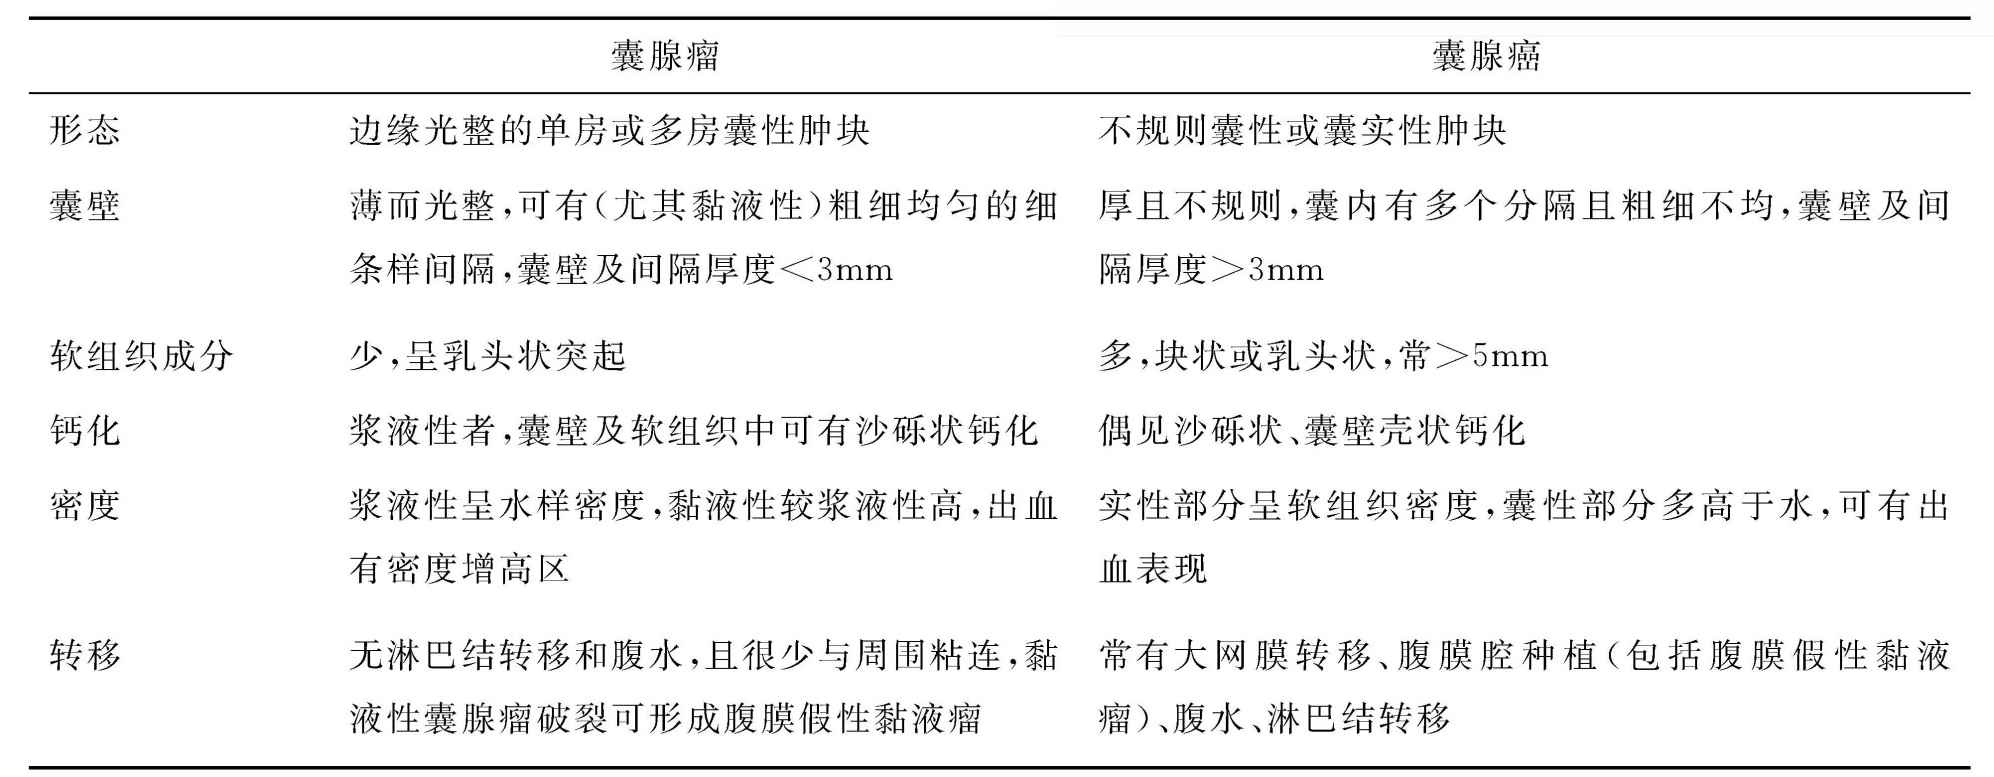 囊腺瘤 囊腺癌
形态 边缘光整的单房或多房囊性肿块 不规则囊性或囊实性肿块
囊壁 薄而光整,可有(尤其黏液性)粗细均匀的细 厚且不规则,囊内有多个分隔且粗细不均,囊壁及间
条样间隔,囊壁及间隔厚度<3mm 隔厚度>3mm
软组织成分 少,呈乳头状突起 多,块状或乳头状,常>5mm
钙化 浆液性者,囊壁及软组织中可有沙砾状钙化 偶见沙砾状、囊壁壳状钙化
密度 浆液性呈水样密度,黏液性较浆液性高,出血 实性部分呈软组织密度,囊性部分多高于水,可有出
有密度增高区 血表现
转移 无淋巴结转移和腹水,且很少与周围粘连,黏 常有大网膜转移、腹膜腔种植(包括腹膜假性黏液
液性囊腺瘤破裂可形成腹膜假性黏液瘤 瘤)、腹水、淋巴结转移